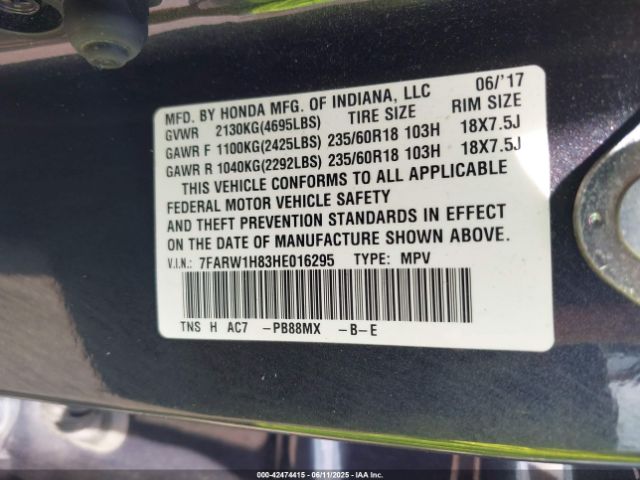 MFD. BY HONDA MFG. OF INDIANA, LLC 06/'17
GVWR 2130KG(4695LBS) TIRE SIZE RIM SIZE
GAWR F 1100KG(2425LBS) 235/60R18 103H 18X7.5J
GAWR R 1040KG(2292LBS) 235/60R18 103H 18X7.5J
THIS VEHICLE CONFORMS TO ALL APPLICABLE
FEDERAL MOTOR VEHICLE SAFETY
AND THEFT PREVENTION STANDARDS IN EFFECT
ON THE DATE OF MANUFACTURE SHOWN ABOVE.
V.I.N.: 7FARW1H83HE016295 TYPE: MPV
TNS H AC7 -PB88MX -B-E
000-42474415 - 06/11/2025 - IAA Inc.